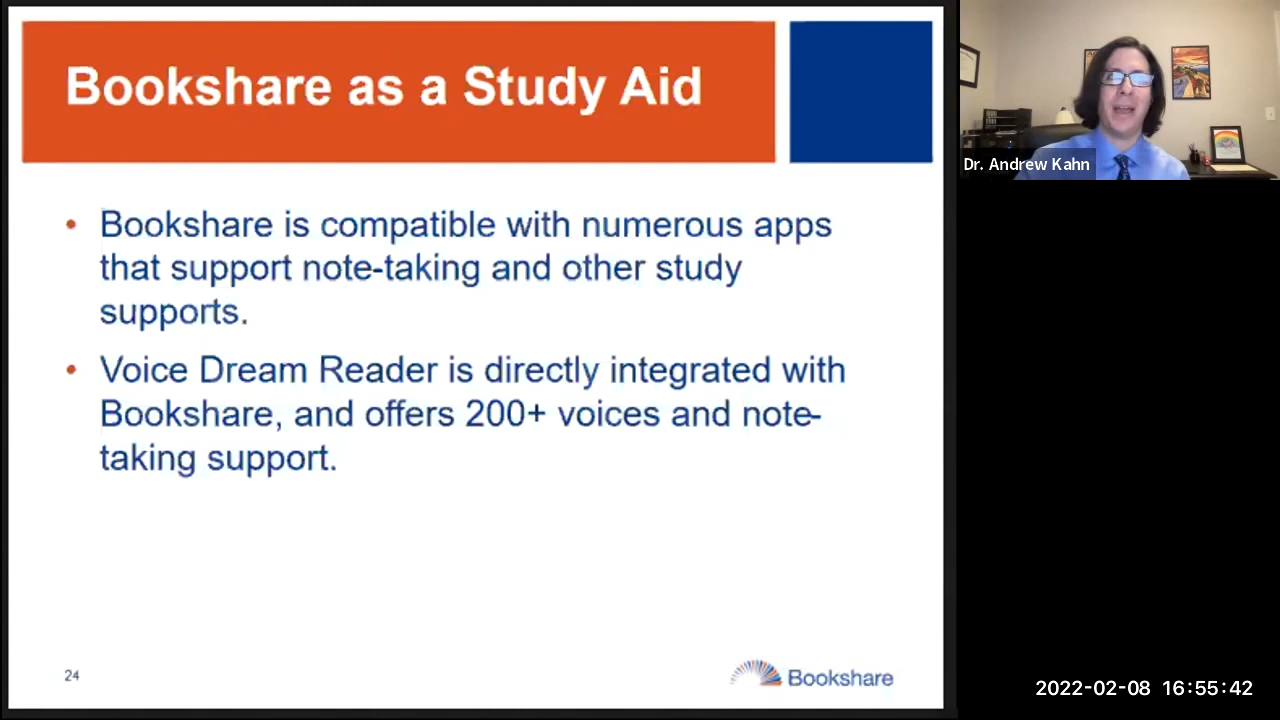 Bookshare as a Study Aid
• Bookshare is compatible with numerous apps
that support note-taking and other study
supports.
• Voice Dream Reader is directly integrated with
Bookshare, and offers 200+ voices and note-
taking support.
24
Bookshare
Dr. Andrew Kahn
2022-02-08 16:55:42